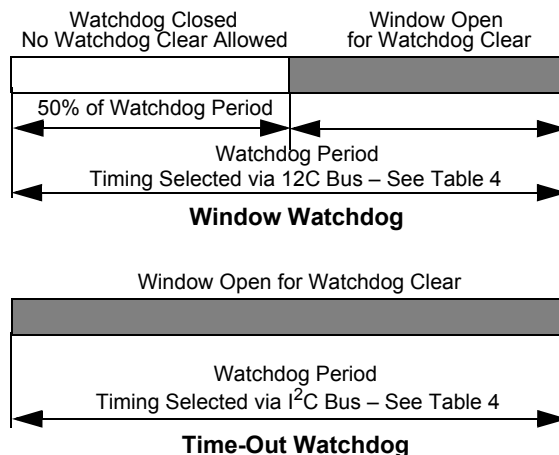 Watchdog Closed
No Watchdog Clear Allowed
Window Open
for Watchdog Clear
50% of Watchdog Period
Watchdog Period
Timing Selected via 12C Bus – See Table 4
Window Watchdog
Window Open for Watchdog Clear
Watchdog Period
Timing Selected via I²C Bus – See Table 4
Time-Out Watchdog